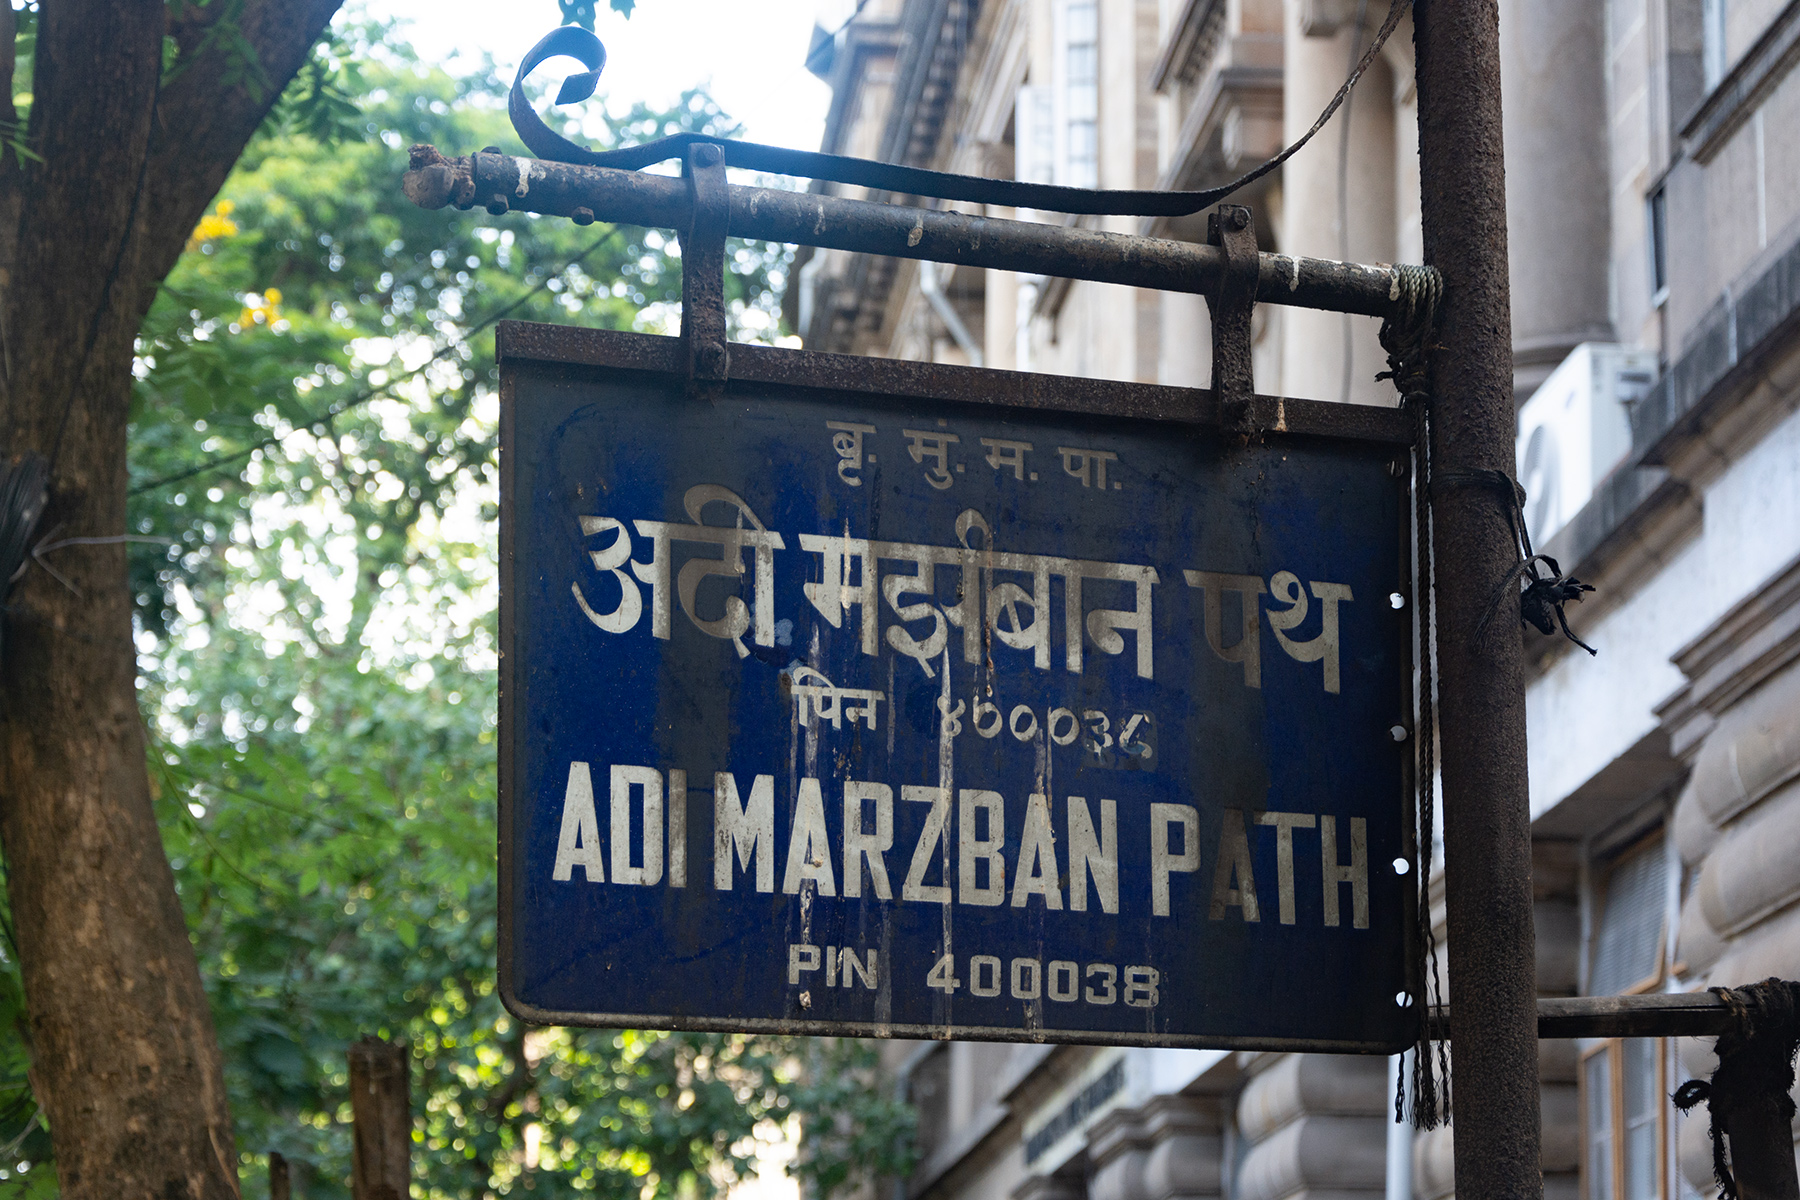 बृ. मुं. म. पा.
अदी मर्झबान पथ
पिन ४०००३८
ADI MARZBAN PATH
PIN 400038